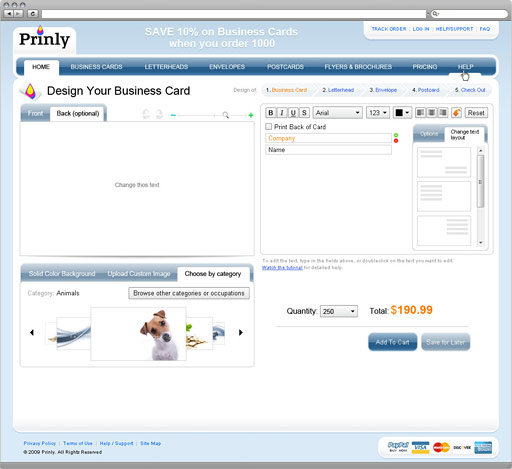 Prinly
SAVE 10% on Business Cards
when you order 1000
TRACK ORDER | LOG IN | HELP/SUPPORT | FAQ
HOME BUSINESS CARDS LETTERHEADS ENVELOPES POSTCARDS FLYERS & BROCHURES PRICING HELP
Design Your Business Card
Design of: 1. Business Card 2. Letterhead 3. Envelope 4. Postcard 5. Check Out
Front Back (optional)
B I U S Arial 123 Reset
Print Back of Card
Company
Name
Options Change text layout
Change thos text
To add the text, type in the fields above, or doubleclick on the text you want to edit.
Watch the tutorial for detailed help.
Solid Color Background Upload Custom Image Choose by category
Category: Animals Browse other categories or occupations
Quantity: 250 Total: $190.99
Add To Cart Save for Later
Privacy Policy | Terms of Use | Help / Support | Site Map
© 2009 Prinly. All Rights Reserved
PayPal VISA DISCOVER